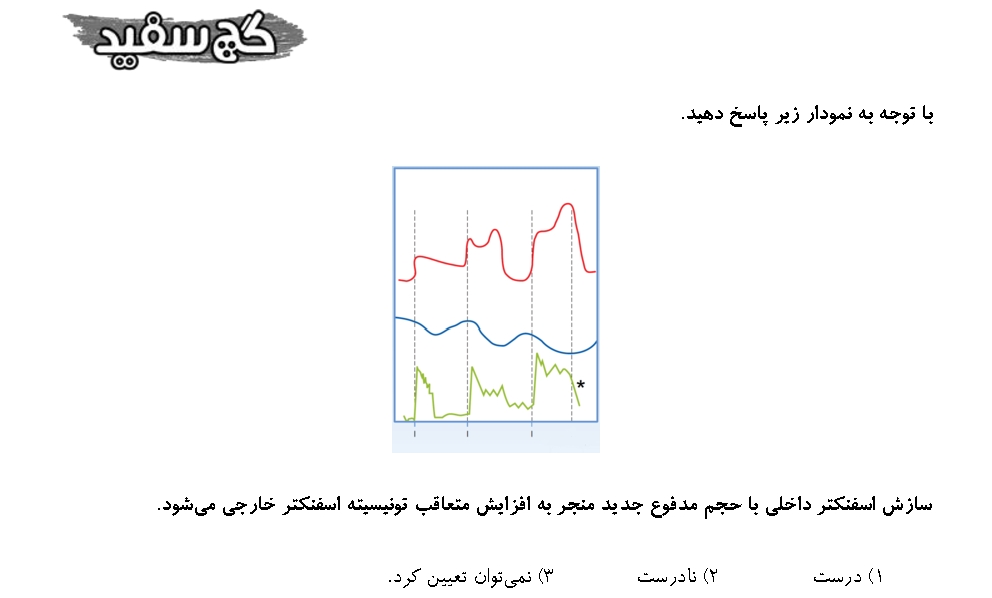 گچ سفید
با توجه به نمودار زیر پاسخ دهید.
*
سازش اسفنکتر داخلی با حجم مدفوع جدید منجر به افزایش متعاقب تونیسیته اسفنکتر خارجی می‌شود.
۱) درست ۲) نادرست ۳) نمی‌توان تعیین کرد.